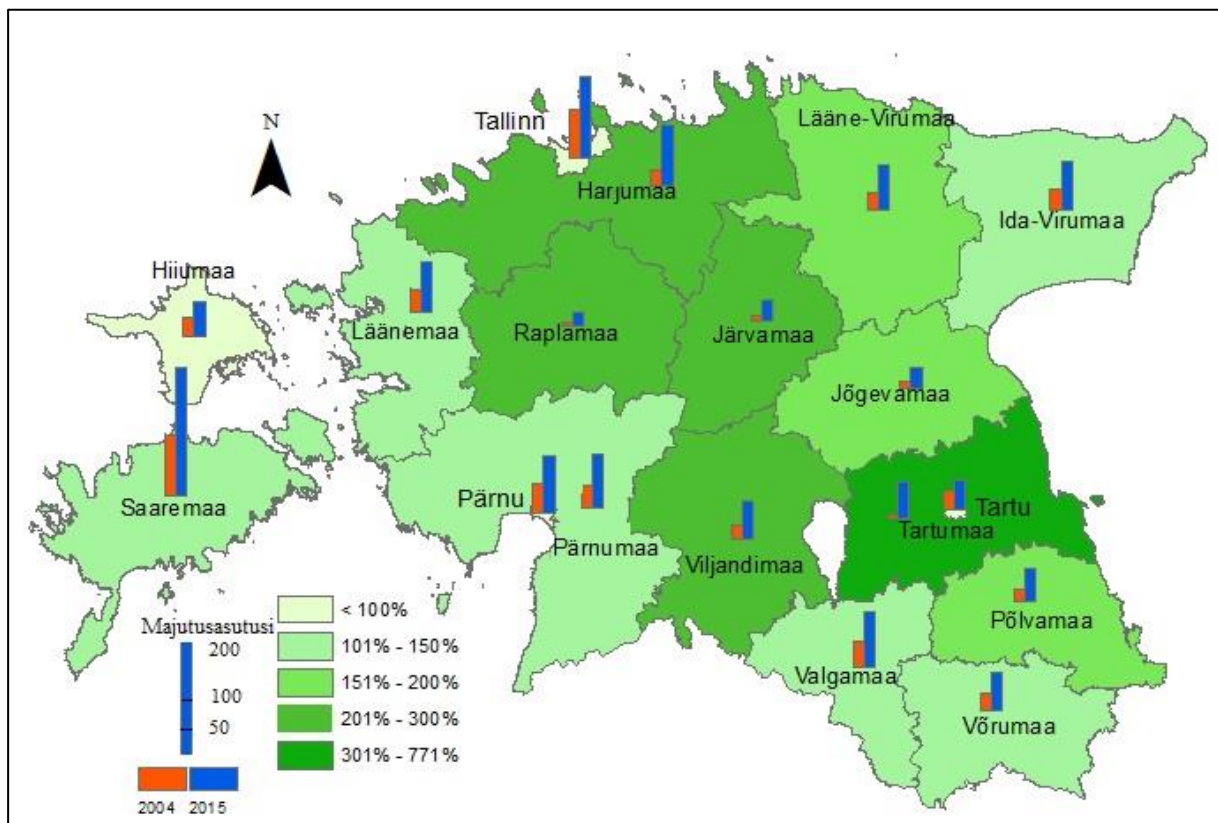 N
Tallinn
Lääne-Virumaa
Harjumaa
Ida-Virumaa
Hiiumaa
Läänemaa
Raplamaa
Järvamaa
Jõgevamaa
Saaremaa
Pärnu
Pärnumaa
Viljandimaa
Tartumaa
Tartu
Põlvamaa
Valgamaa
Võrumaa
Majutusasutusi
200
100
50
2004
2015
< 100%
101% - 150%
151% - 200%
201% - 300%
301% - 771%